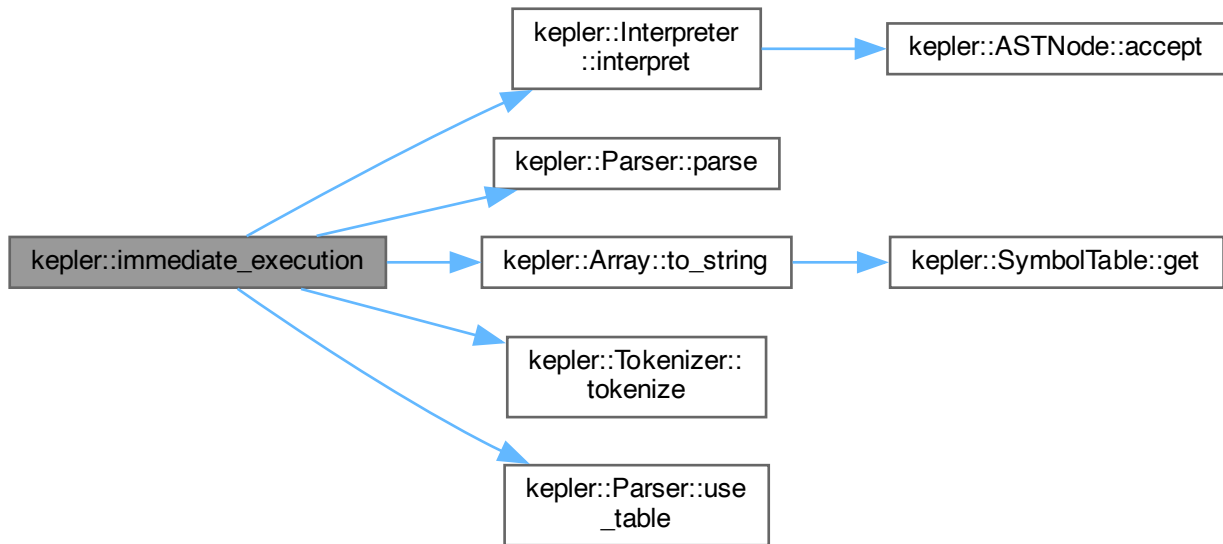 kepler::immediate_execution
kepler::Interpreter
::interpret
kepler::ASTNode::accept
kepler::Parser::parse
kepler::Array::to_string
kepler::SymbolTable::get
kepler::Tokenizer::
tokenize
kepler::Parser::use
_table